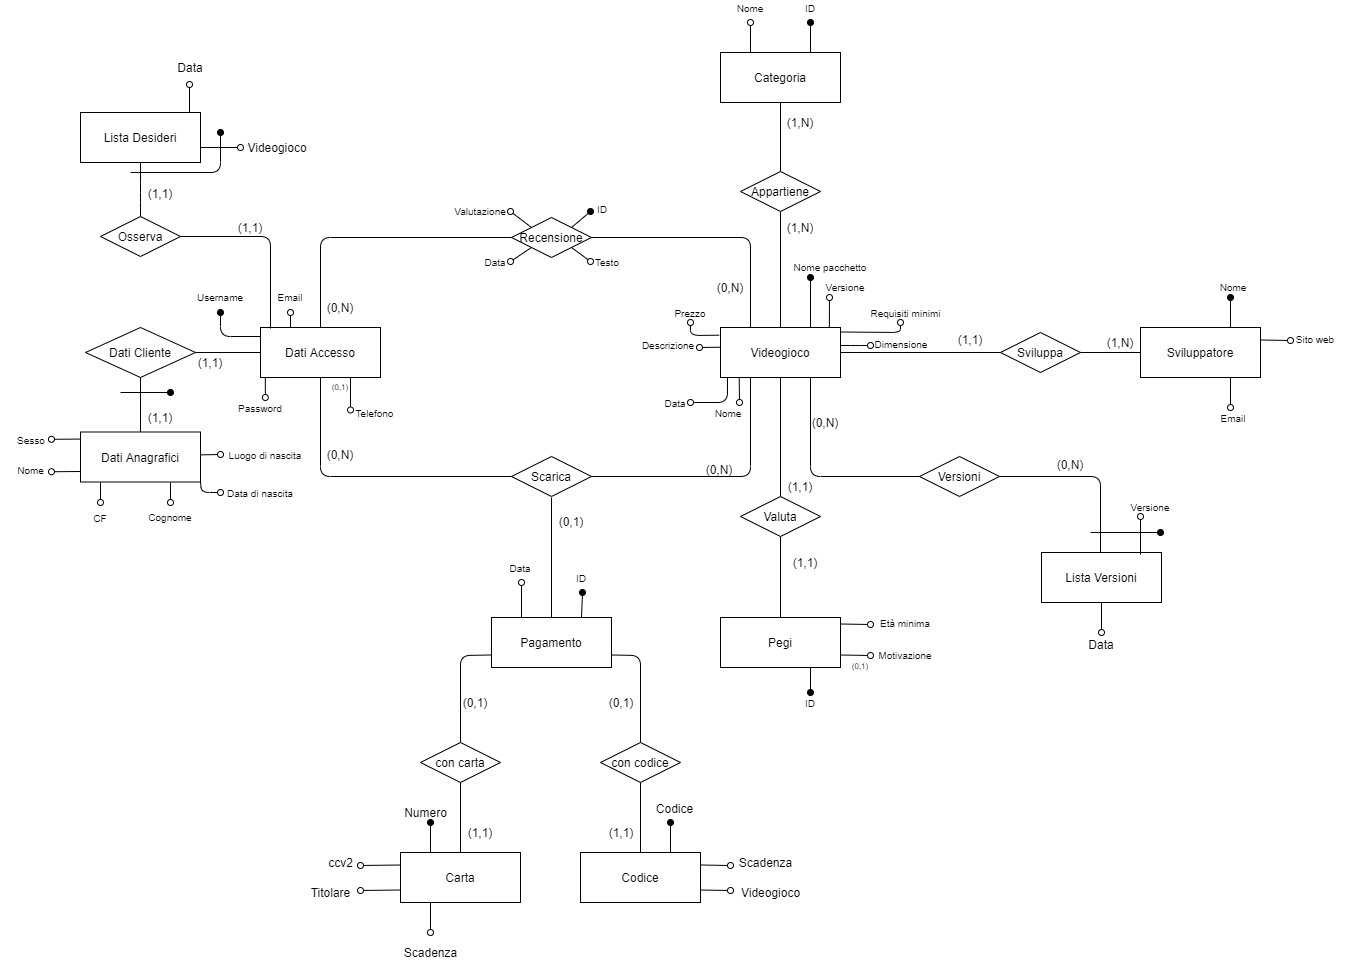 Nome
ID
Categoria
(1,N)
Appartiene
(1,N)
Data
Lista Desideri
Videogioco
(1,1)
Osserva
(1,1)
Valutazione
ID
Recensione
Data
Testo
(0,N)
(0,N)
Username
Email
Dati Cliente
(1,1)
Dati Accesso
(0,1)
Password
Telefono
(1,1)
Sesso
Nome
Dati Anagrafici
Luogo di nascita
Data di nascita
CF
Cognome
Nome pacchetto
Versione
Prezzo
Requisiti minimi
Descrizione
Videogioco
Dimensione
Data
Nome
(1,1)
Sviluppa
(1,N)
Nome
Sviluppatore
Sito web
Email
(0,N)
Scarica
(0,N)
(0,1)
(0,N)
Versioni
(0,N)
(1,1)
Valuta
(1,1)
Versione
Lista Versioni
Data
Data
ID
Pagamento
Pegi
Età minima
Motivazione
(0,1)
ID
(0,1)
(0,1)
con carta
con codice
(1,1)
(1,1)
Numero
ccv2
Titolare
Carta
Scadenza
Codice
Codice
Scadenza
Videogioco